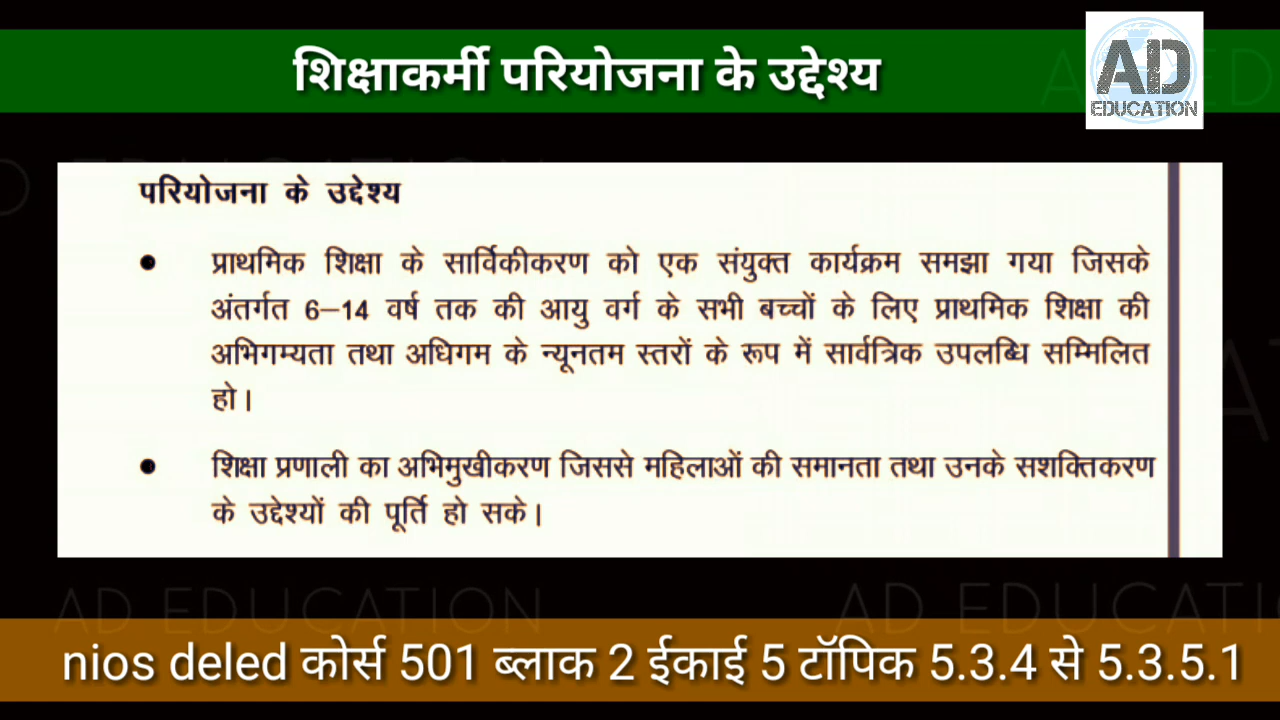 शिक्षाकर्मी परियोजना के उद्देश्य
AD
EDUCATION
परियोजना के उद्देश्य
● प्राथमिक शिक्षा के सार्विकीकरण को एक संयुक्त कार्यक्रम समझा गया जिसके
अंतर्गत 6–14 वर्ष तक की आयु वर्ग के सभी बच्चों के लिए प्राथमिक शिक्षा की
अभिगम्यता तथा अधिगम के न्यूनतम स्तरों के रूप में सार्वत्रिक उपलब्धि सम्मिलित
हो।
● शिक्षा प्रणाली का अभिमुखीकरण जिससे महिलाओं की समानता तथा उनके सशक्तिकरण
के उद्देश्यों की पूर्ति हो सके।
AD EDUCATION
nios deled कोर्स 501 ब्लाक 2 ईकाई 5 टॉपिक 5.3.4 से 5.3.5.1